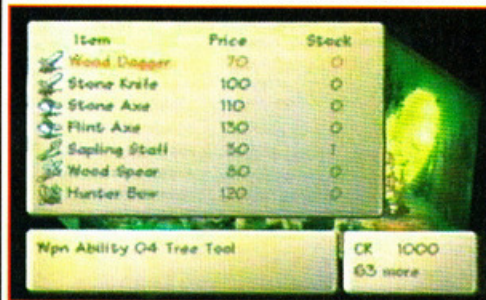 Item Price Stock
Wood Dagger 70 0
Stone Knife 100 0
Stone Axe 110 0
Flint Axe 130 0
Sapling Staff 50 1
Wood Spear 80 0
Hunter Bow 120 0
Wpn Ability 04 Tree Tool
CR 1000
63 more